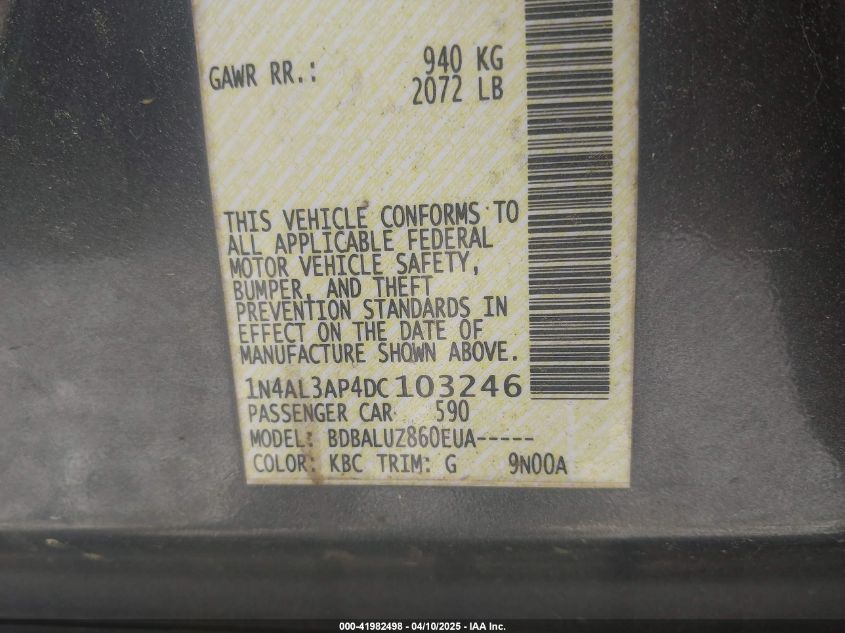 GAWR RR.: 940 KG
2072 LB
THIS VEHICLE CONFORMS TO
ALL APPLICABLE FEDERAL
MOTOR VEHICLE SAFETY,
BUMPER, AND THEFT
PREVENTION STANDARDS IN
EFFECT ON THE DATE OF
MANUFACTURE SHOWN ABOVE.
1N4AL3AP4DC103246
PASSENGER CAR 590
MODEL: BDBALUZ860EUA-----
COLOR: KBC TRIM: G 9N00A
000-41982498 - 04/10/2025 - IAA Inc.